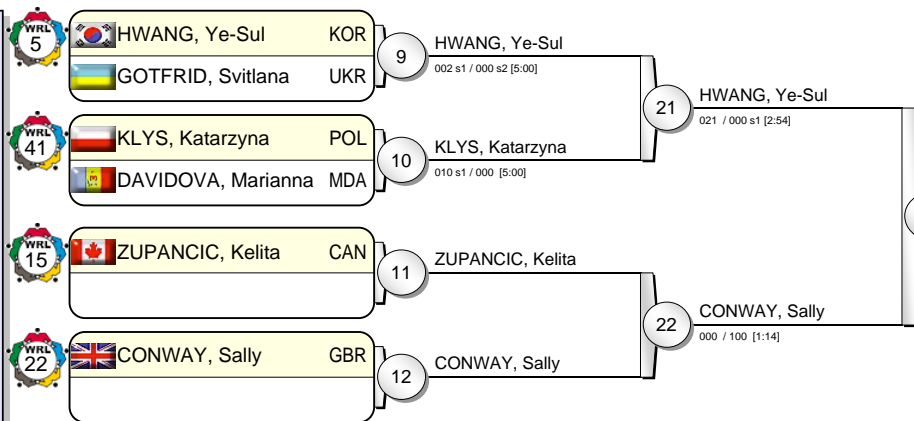 WRL
5
HWANG, Ye-Sul KOR
GOTFRID, Svitlana UKR
9
HWANG, Ye-Sul
002 s1 / 000 s2 [5:00]
WRL
41
KLYS, Katarzyna POL
DAVIDOVA, Marianna MDA
10
KLYS, Katarzyna
010 s1 / 000 [5:00]
21
HWANG, Ye-Sul
021 / 000 s1 [2:54]
WRL
15
ZUPANCIC, Kelita CAN
11
ZUPANCIC, Kelita
WRL
22
CONWAY, Sally GBR
12
CONWAY, Sally
22
CONWAY, Sally
000 / 100 [1:14]